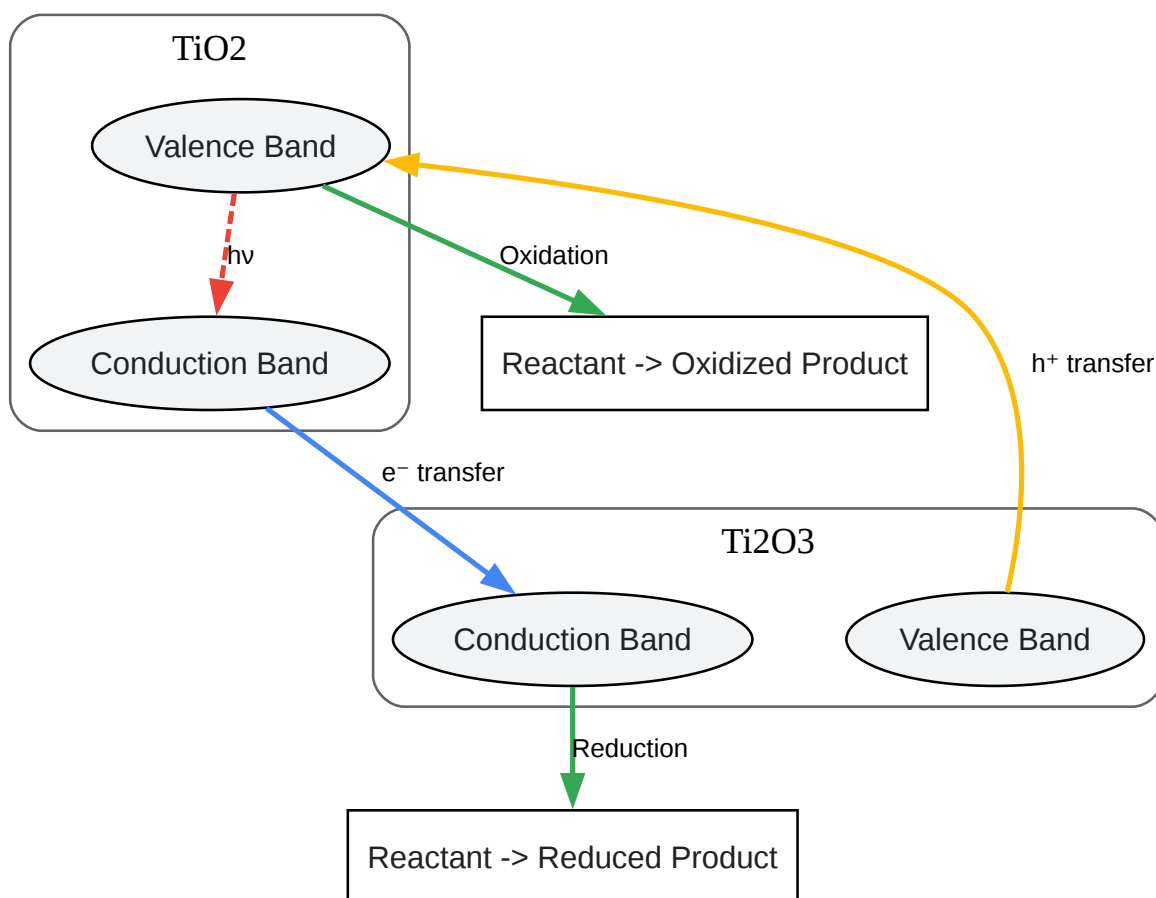 TiO2
Valence Band
hν
Oxidation
Conduction Band
Reactant -> Oxidized Product
h⁺ transfer
e⁻ transfer
Ti2O3
Conduction Band
Valence Band
Reduction
Reactant -> Reduced Product